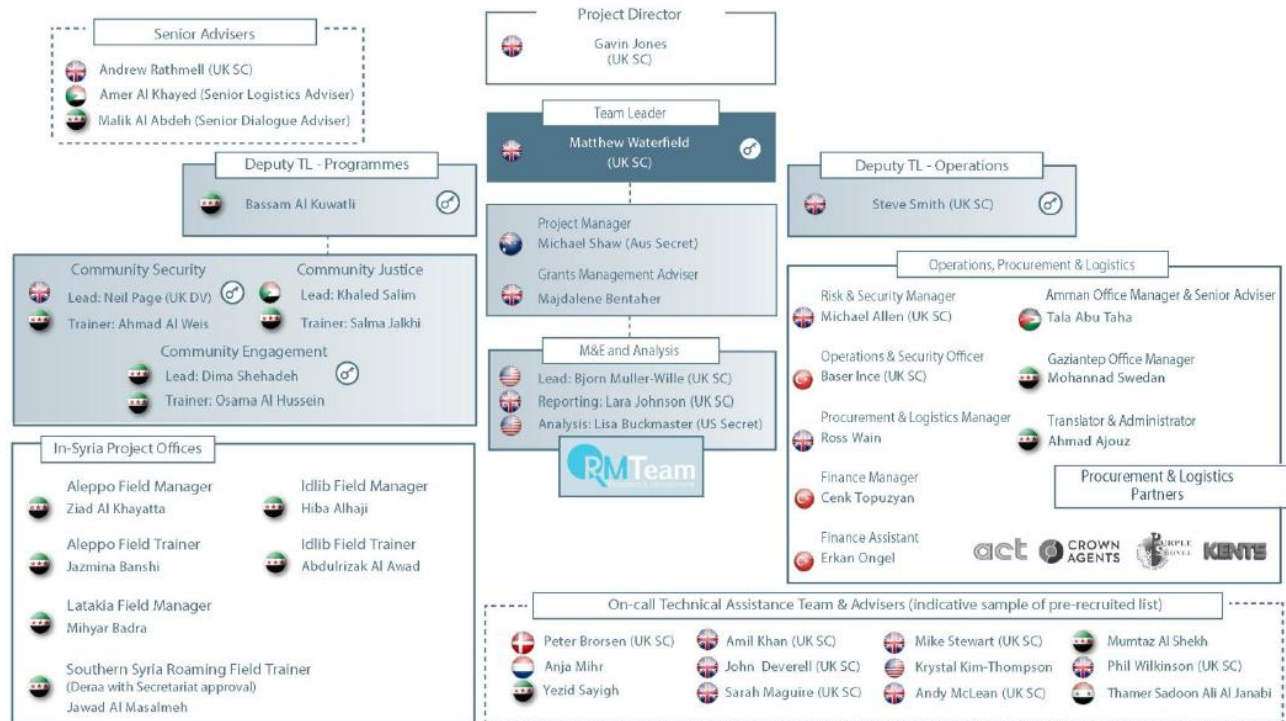 Senior Advisers
Andrew Rathmell (UK SC)
Amer Al Khayed (Senior Logistics Adviser)
Malik Al Abdeh (Senior Dialogue Adviser)
Project Director
Gavin Jones
(UK SC)
Team Leader
Matthew Waterfield
(UK SC)
Deputy TL - Programmes
Bassam Al Kuwatli
Deputy TL - Operations
Steve Smith (UK SC)
Project Manager
Michael Shaw (Aus Secret)
Grants Management Adviser
Majdalene Bentaher
Community Security
Lead: Neil Page (UK DV)
Trainer: Ahmad Al Weis
Community Justice
Lead: Khaled Salim
Trainer: Salma Jalkhi
Community Engagement
Lead: Dima Shehadeh
Trainer: Osama Al Hussein
M&E and Analysis
Lead: Bjorn Muller-Wille (UK SC)
Reporting: Lara Johnson (UK SC)
Analysis: Lisa Buckmaster (US Secret)
RMTeam
Operations, Procurement & Logistics
Risk & Security Manager
Michael Allen (UK SC)
Operations & Security Officer
Baser Ince (UK SC)
Procurement & Logistics Manager
Ross Wain
Finance Manager
Cenk Topuzyan
Finance Assistant
Erkan Ongel
Amman Office Manager & Senior Adviser
Tala Abu Taha
Gaziantep Office Manager
Mohannad Swedan
Translator & Administrator
Ahmad Ajouz
Procurement & Logistics
Partners
act
CROWN
AGENTS
PURPLE
SHOVEL
KENTS
In-Syria Project Offices
Aleppo Field Manager
Ziad Al Khayatta
Aleppo Field Trainer
Jazmina Banshi
Latakia Field Manager
Mihyar Badra
Southern Syria Roaming Field Trainer
(Deraa with Secretariat approval)
Jawad Al Masalmeh
Idlib Field Manager
Hiba Alhaji
Idlib Field Trainer
Abdulrizak Al Awad
On-call Technical Assistance Team & Advisers (indicative sample of pre-recruited list)
Peter Brorsen (UK SC)
Anja Mihr
Yezid Sayigh
Amil Khan (UK SC)
John Deverell (UK SC)
Sarah Maguire (UK SC)
Mike Stewart (UK SC)
Krystal Kim-Thompson
Andy McLean (UK SC)
Mumtaz Al Shekh
Phil Wilkinson (UK SC)
Thamer Sadoon Ali Al Janabi